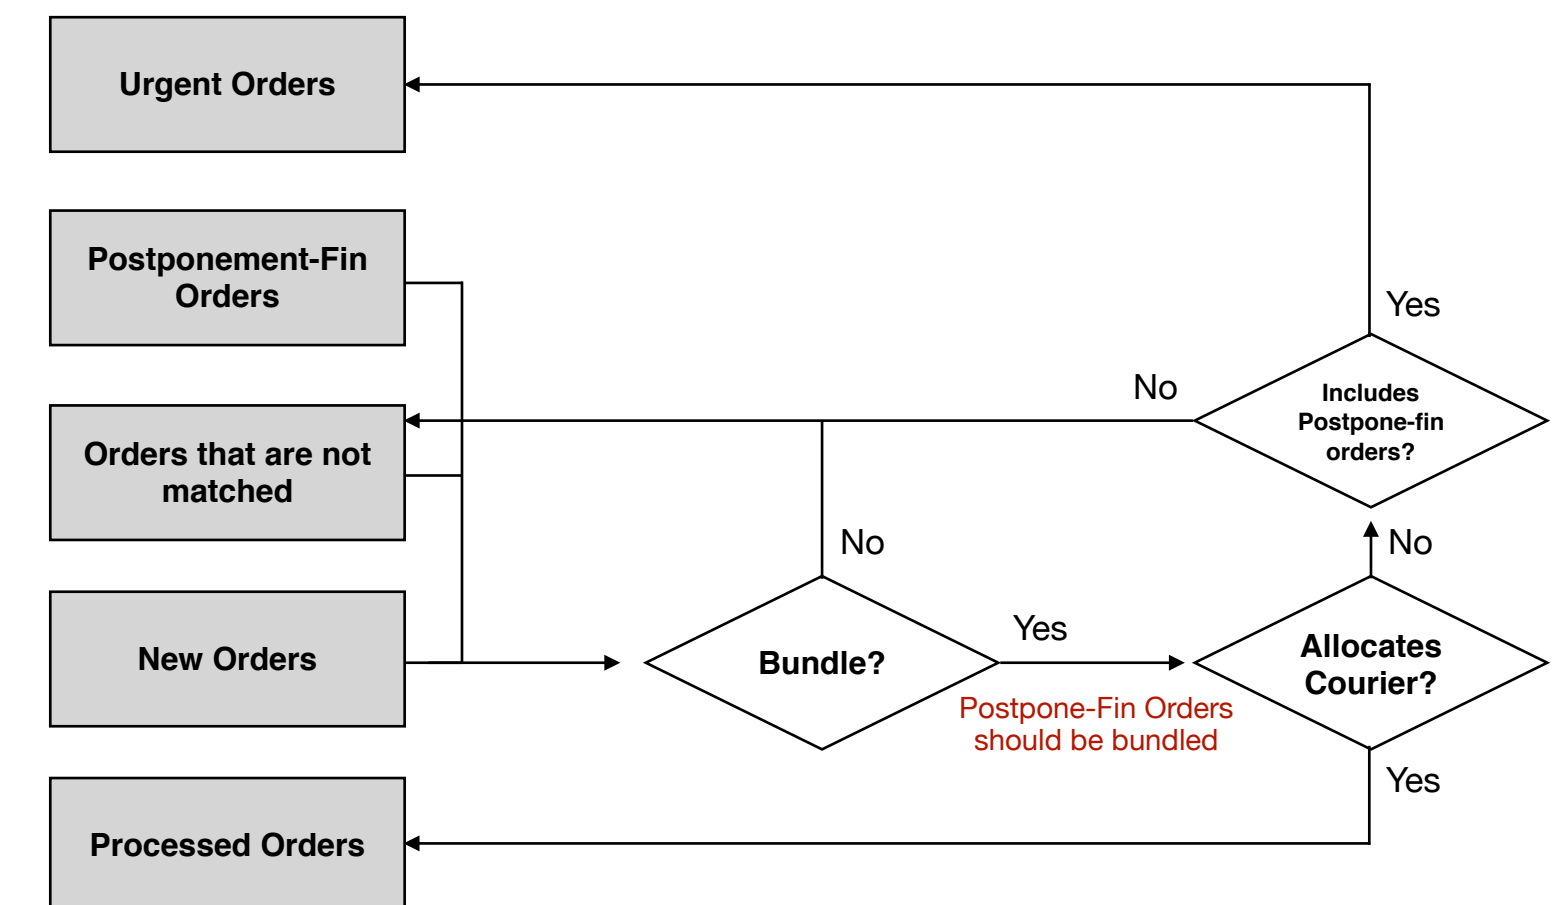 Urgent Orders
Postponement-Fin
Orders
Yes
No
Includes
Postpone-fin
orders?
Orders that are not
matched
No
No
New Orders
Bundle?
Yes
Allocates
Courier?
Postpone-Fin Orders
should be bundled
Yes
Processed Orders